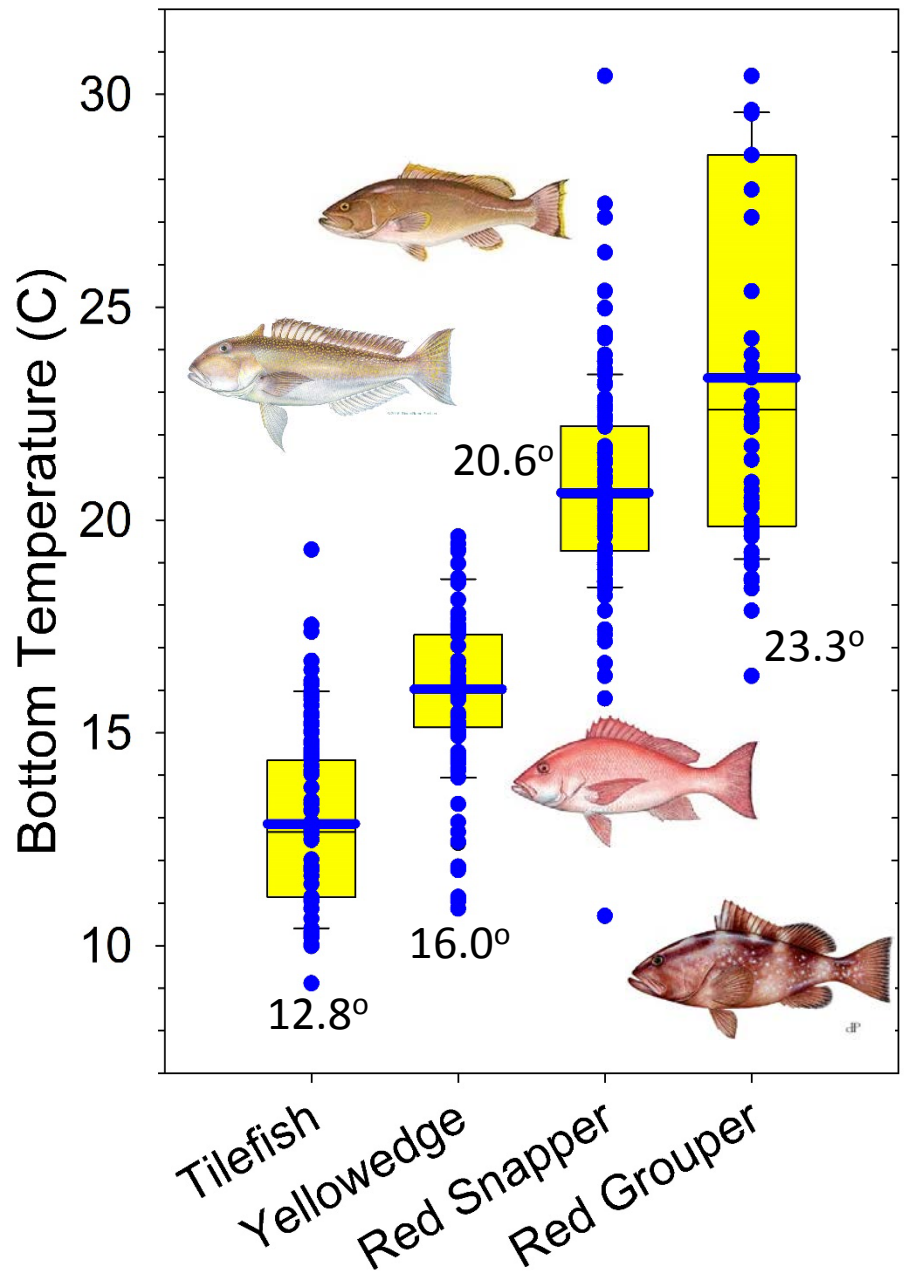 Bottom Temperature (C)
30
25
20
15
10
20.6º
23.3º
16.0º
12.8º
dP
Tilefish
Yellowedge
Red Snapper
Red Grouper